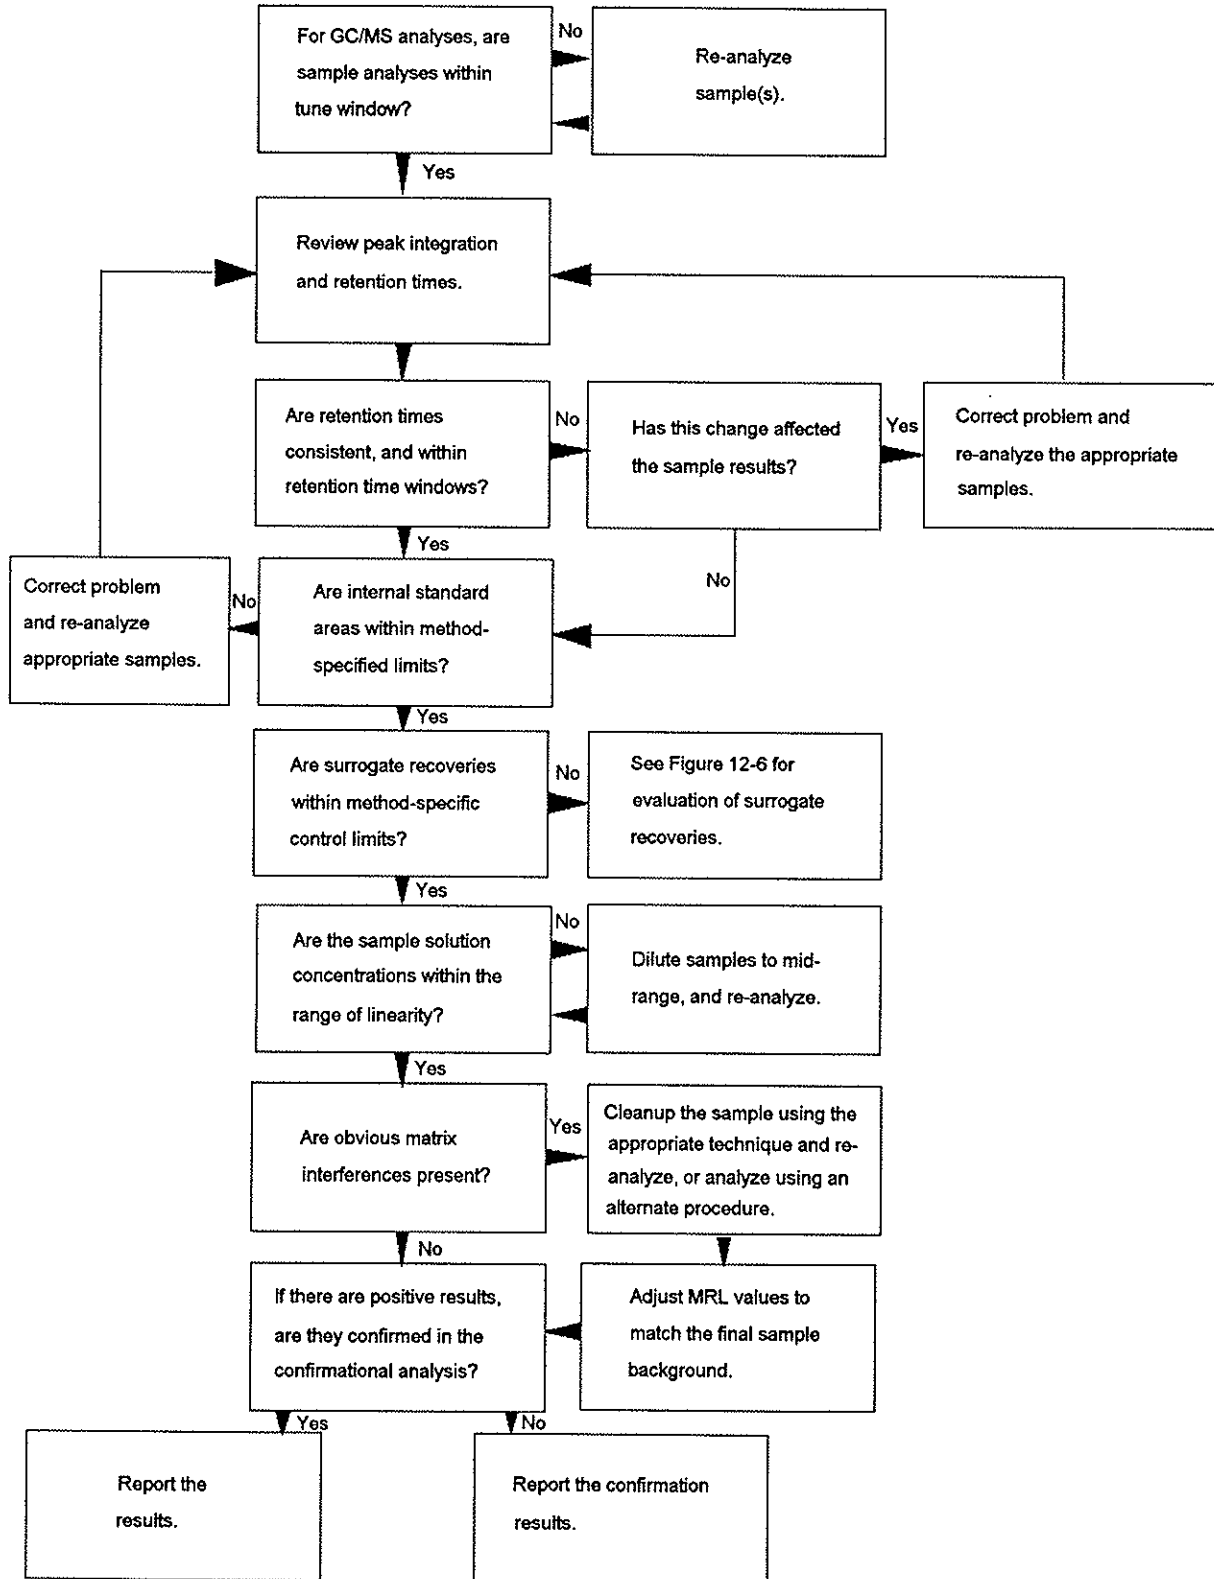 For GC/MS analyses, are
sample analyses within
tune window?
No
Re-analyze
sample(s).
Yes
Review peak integration
and retention times.
Are retention times
consistent, and within
retention time windows?
No
Has this change affected
the sample results?
Yes
Correct problem and
re-analyze the appropriate
samples.
Yes
No
Correct problem
and re-analyze
appropriate samples.
No
Are internal standard
areas within method-
specified limits?
Yes
Are surrogate recoveries
within method-specific
control limits?
No
See Figure 12-6 for
evaluation of surrogate
recoveries.
Yes
Are the sample solution
concentrations within the
range of linearity?
No
Dilute samples to mid-
range, and re-analyze.
Yes
Are obvious matrix
interferences present?
Yes
Cleanup the sample using the
appropriate technique and re-
analyze, or analyze using an
alternate procedure.
No
If there are positive results,
are they confirmed in the
confirmational analysis?
Adjust MRL values to
match the final sample
background.
Yes
No
Report the
results.
Report the confirmation
results.